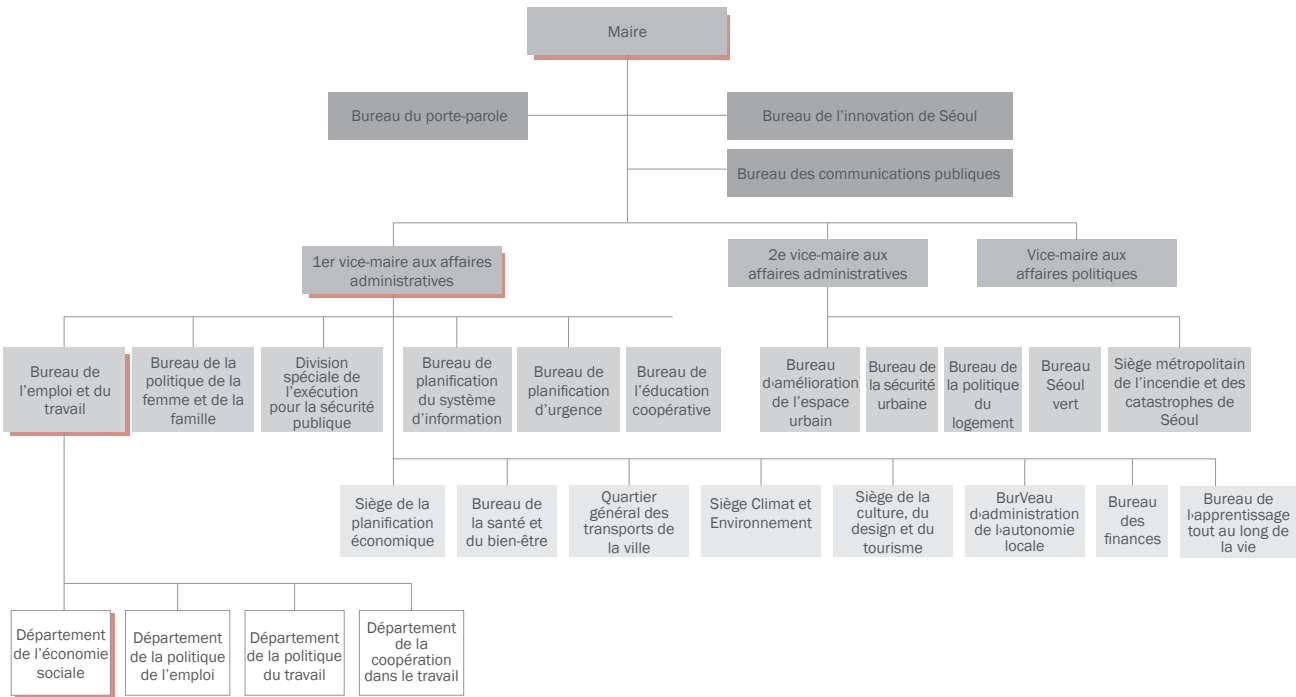 Maire
Bureau du porte-parole
Bureau de l’innovation de Séoul
Bureau des communications publiques
1er vice-maire aux affaires
administratives
2e vice-maire aux
affaires administratives
Vice-maire aux
affaires politiques
Bureau de
l’emploi et du
travail
Bureau de la
politique de la
femme et de la
famille
Division
spéciale de
l’exécution
pour la sécurité
publique
Bureau de
planification
du système
d’information
Bureau de
planification
d’urgence
Bureau de
l’éducation
coopérative
Bureau
d›amélioration
de l’espace
urbain
Bureau de
la sécurité
urbaine
Bureau de
la politique
du
logement
Bureau
Séoul
vert
Siège métropolitain
de l’incendie et des
catastrophes de
Séoul
Siège de la
planification
économique
Bureau de
la santé et
du bien-être
Quartier
général des
transports de
la ville
Siège Climat et
Environnement
Siège de la
culture, du
design et du
tourisme
BurVeau
d›administration
de l›autonomie
locale
Bureau
des
finances
Bureau de
l›apprentissage
tout au long de
la vie
Département
de l’économie
sociale
Département
de la politique
de l’emploi
Département
de la politique
du travail
Département
de la
coopération
dans le travail